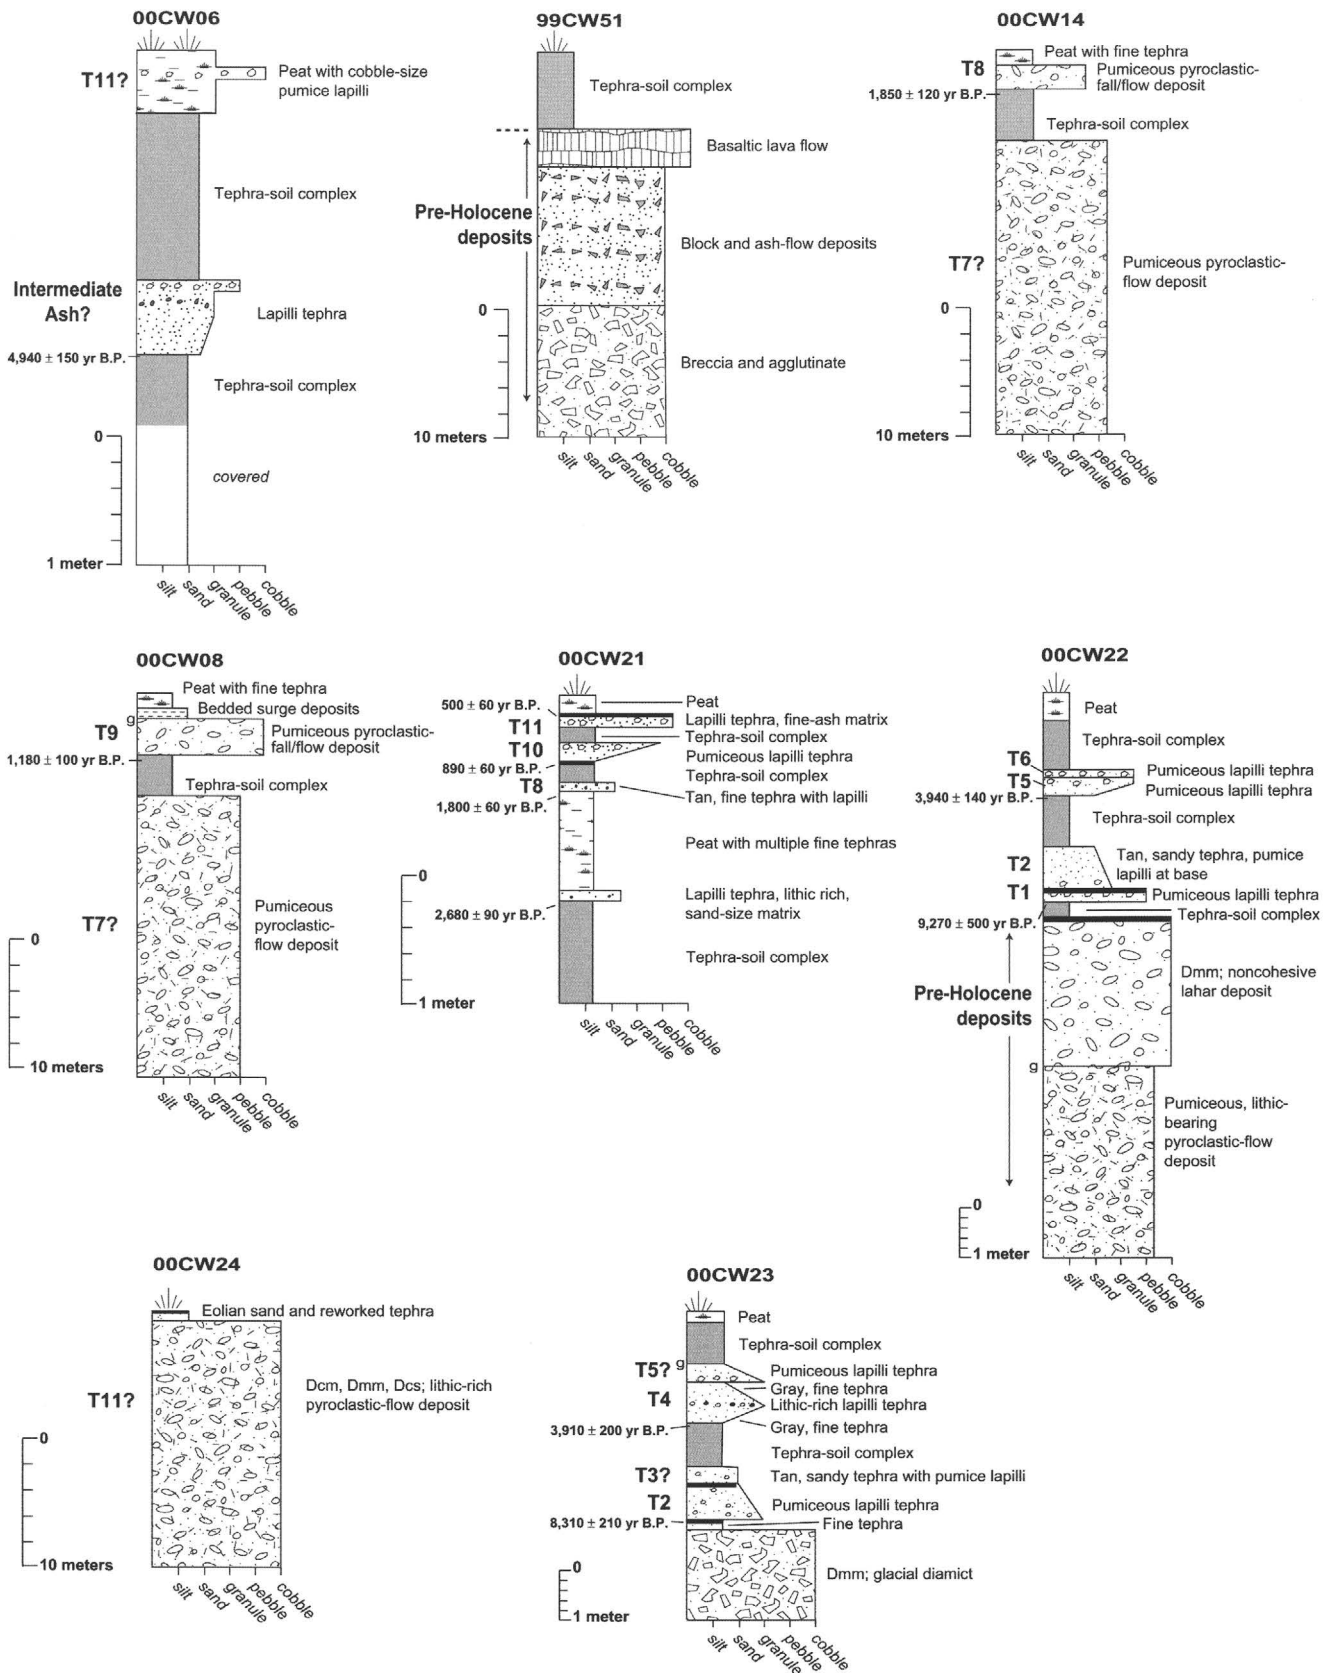 00CW06
T11?
Peat with cobble-size
pumice lapilli
Tephra-soil complex
Intermediate
Ash?
Lapilli tephra
4,940 ± 150 yr B.P.
Tephra-soil complex
0
covered
1 meter
silt
sand
granule
pebble
cobble
99CW51
Tephra-soil complex
Basaltic lava flow
Pre-Holocene
deposits
Block and ash-flow deposits
0
Breccia and agglutinate
10 meters
silt
sand
granule
pebble
cobble
00CW14
Peat with fine tephra
T8
Pumiceous pyroclastic-
fall/flow deposit
1,850 ± 120 yr B.P.
Tephra-soil complex
T7?
Pumiceous pyroclastic-
flow deposit
0
10 meters
silt
sand
granule
pebble
cobble
00CW08
Peat with fine tephra
Bedded surge deposits
g
T9
Pumiceous pyroclastic-
fall/flow deposit
1,180 ± 100 yr B.P.
Tephra-soil complex
T7?
Pumiceous
pyroclastic-
flow deposit
0
10 meters
silt
sand
granule
pebble
cobble
00CW21
500 ± 60 yr B.P.
Peat
Lapilli tephra, fine-ash matrix
T11
Tephra-soil complex
T10
Pumiceous lapilli tephra
890 ± 60 yr B.P.
Tephra-soil complex
T8
Tan, fine tephra with lapilli
1,800 ± 60 yr B.P.
Peat with multiple fine tephras
0
Lapilli tephra, lithic rich,
sand-size matrix
2,680 ± 90 yr B.P.
Tephra-soil complex
1 meter
silt
sand
granule
pebble
cobble
00CW22
Peat
Tephra-soil complex
T6
Pumiceous lapilli tephra
T5
Pumiceous lapilli tephra
3,940 ± 140 yr B.P.
Tephra-soil complex
T2
Tan, sandy tephra, pumice
lapilli at base
T1
Pumiceous lapilli tephra
Tephra-soil complex
9,270 ± 500 yr B.P.
Dmm; noncohesive
lahar deposit
Pre-Holocene
deposits
g
Pumiceous, lithic-
bearing
pyroclastic-flow
deposit
0
1 meter
silt
sand
granule
pebble
cobble
00CW24
Eolian sand and reworked tephra
T11?
Dcm, Dmm, Dcs; lithic-rich
pyroclastic-flow deposit
0
10 meters
silt
sand
granule
pebble
cobble
00CW23
Peat
Tephra-soil complex
T5?
g
Pumiceous lapilli tephra
Gray, fine tephra
T4
Lithic-rich lapilli tephra
Gray, fine tephra
3,910 ± 200 yr B.P.
Tephra-soil complex
T3?
Tan, sandy tephra with pumice lapilli
T2
Pumiceous lapilli tephra
8,310 ± 210 yr B.P.
Fine tephra
0
Dmm; glacial diamict
1 meter
silt
sand
granule
pebble
cobble